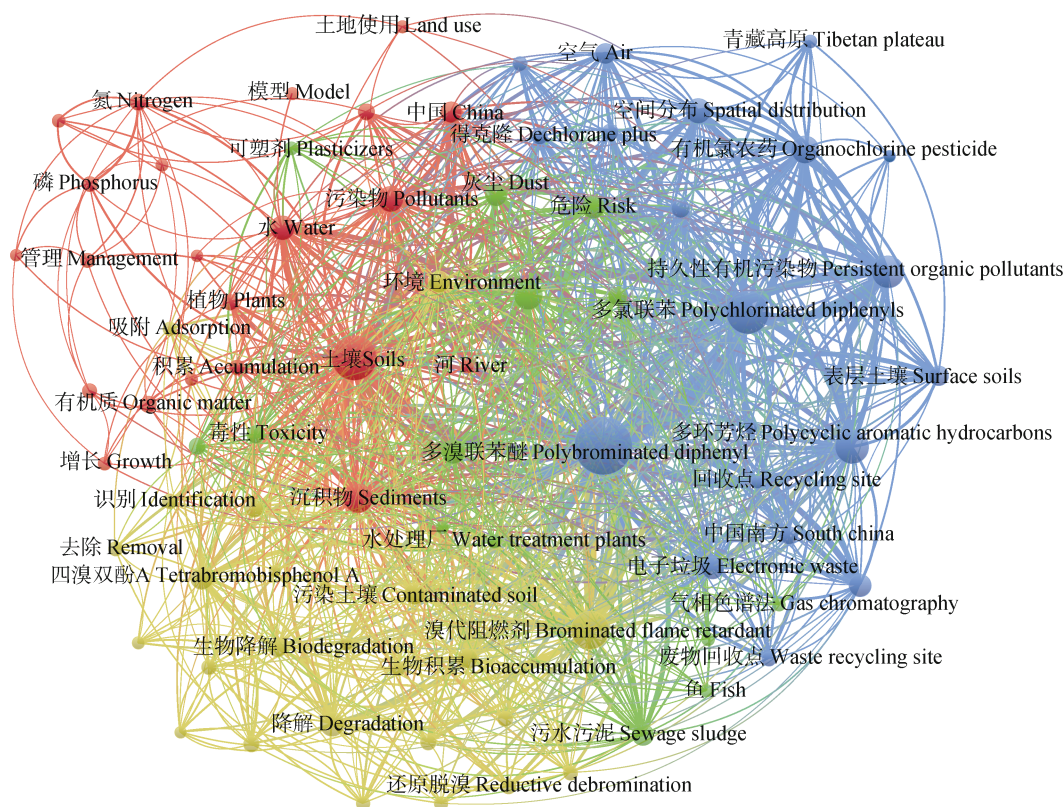 土地使用 Land use
青藏高原 Tibetan plateau
空气 Air
模型 Model
氮 Nitrogen
中国 China
空间分布 Spatial distribution
得克隆 Dechlorane plus
可塑剂 Plasticizers
有机氯农药 Organochlorine pesticide
磷 Phosphorus
灰尘 Dust
污染物 Pollutants
危险 Risk
水 Water
管理 Management
持久性有机污染物 Persistent organic pollutants
环境 Environment
植物 Plants
多氯联苯 Polychlorinated biphenyls
吸附 Adsorption
土壤Soils
河 River
积累 Accumulation
表层土壤 Surface soils
有机质 Organic matter
毒性 Toxicity
多环芳烃 Polycyclic aromatic hydrocarbons
多溴联苯醚 Polybrominated diphenyl
增长 Growth
回收点 Recycling site
识别 Identification
沉积物 Sediments
中国南方 South china
水处理厂 Water treatment plants
去除 Removal
电子垃圾 Electronic waste
四溴双酚A Tetrabromobisphenol A
污染土壤 Contaminated soil
气相色谱法 Gas chromatography
溴代阻燃剂 Brominated flame retardant
生物降解 Biodegradation
废物回收点 Waste recycling site
生物积累 Bioaccumulation
鱼 Fish
降解 Degradation
污水污泥 Sewage sludge
还原脱溴 Reductive debromination